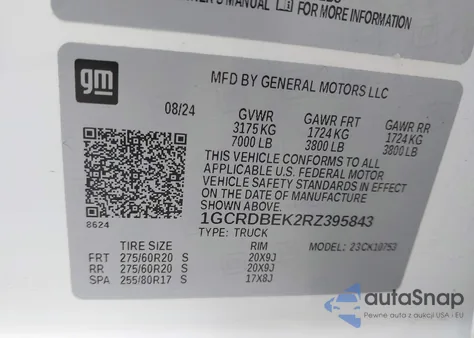 OWNER'S MANUAL FOR MORE INFORMATION
gm
MFD BY GENERAL MOTORS LLC
08/24 GVWR GAWR FRT GAWR RR
3175 KG 1724 KG 1724 KG
7000 LB 3800 LB 3800 LB
THIS VEHICLE CONFORMS TO ALL
APPLICABLE U.S. FEDERAL MOTOR
VEHICLE SAFETY STANDARDS IN
EFFECT ON THE DATE OF MANUFACTURE
SHOWN ABOVE.
1GCRDBEK2RZ395843
8624 TYPE: TRUCK
TIRE SIZE RIM MODEL: 23CK10753
FRT 275/60R20 S 20X9J
RR 275/60R20 S 20X9J
SPA 255/80R17 S 17X8J
autoSnap
Pewne auta z aukcji USA - EU